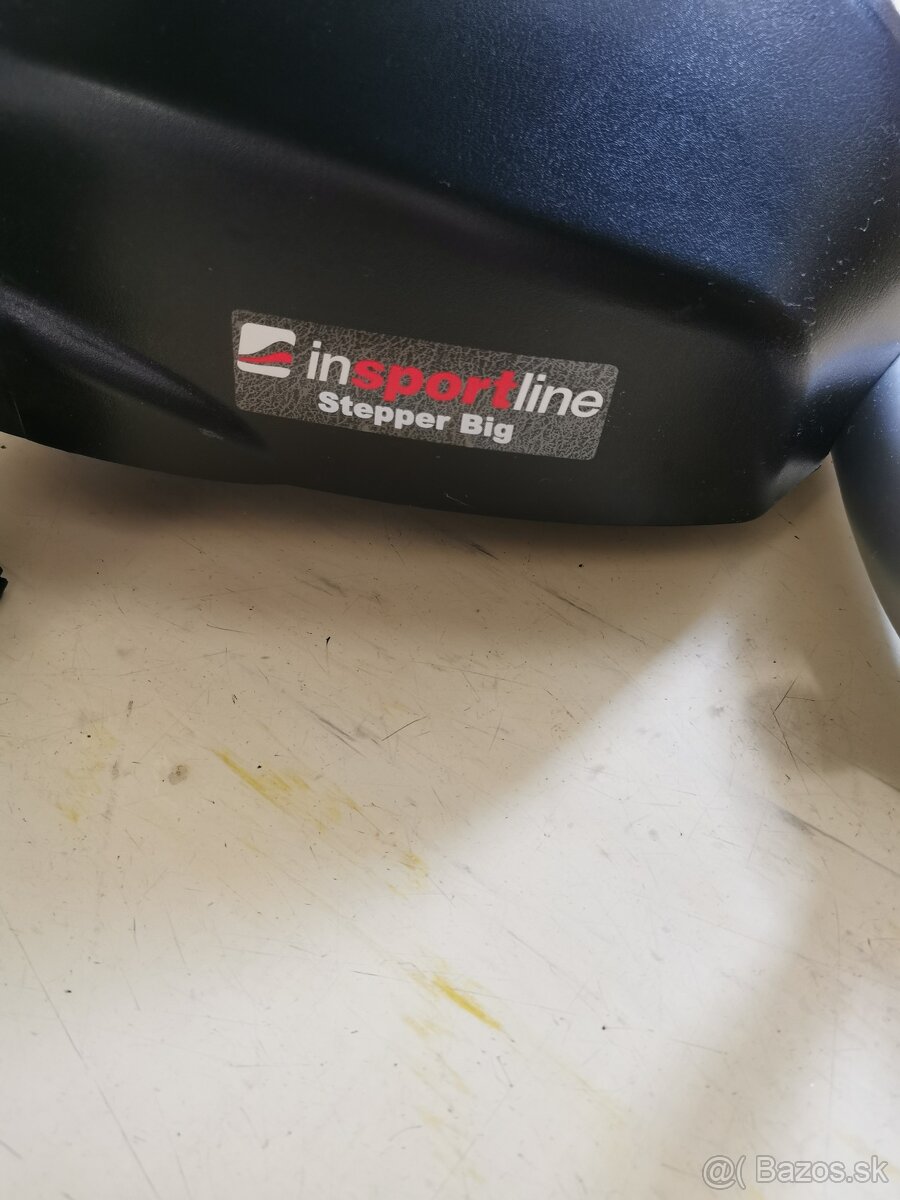 insportline
Stepper Big
@( Bazos.sk